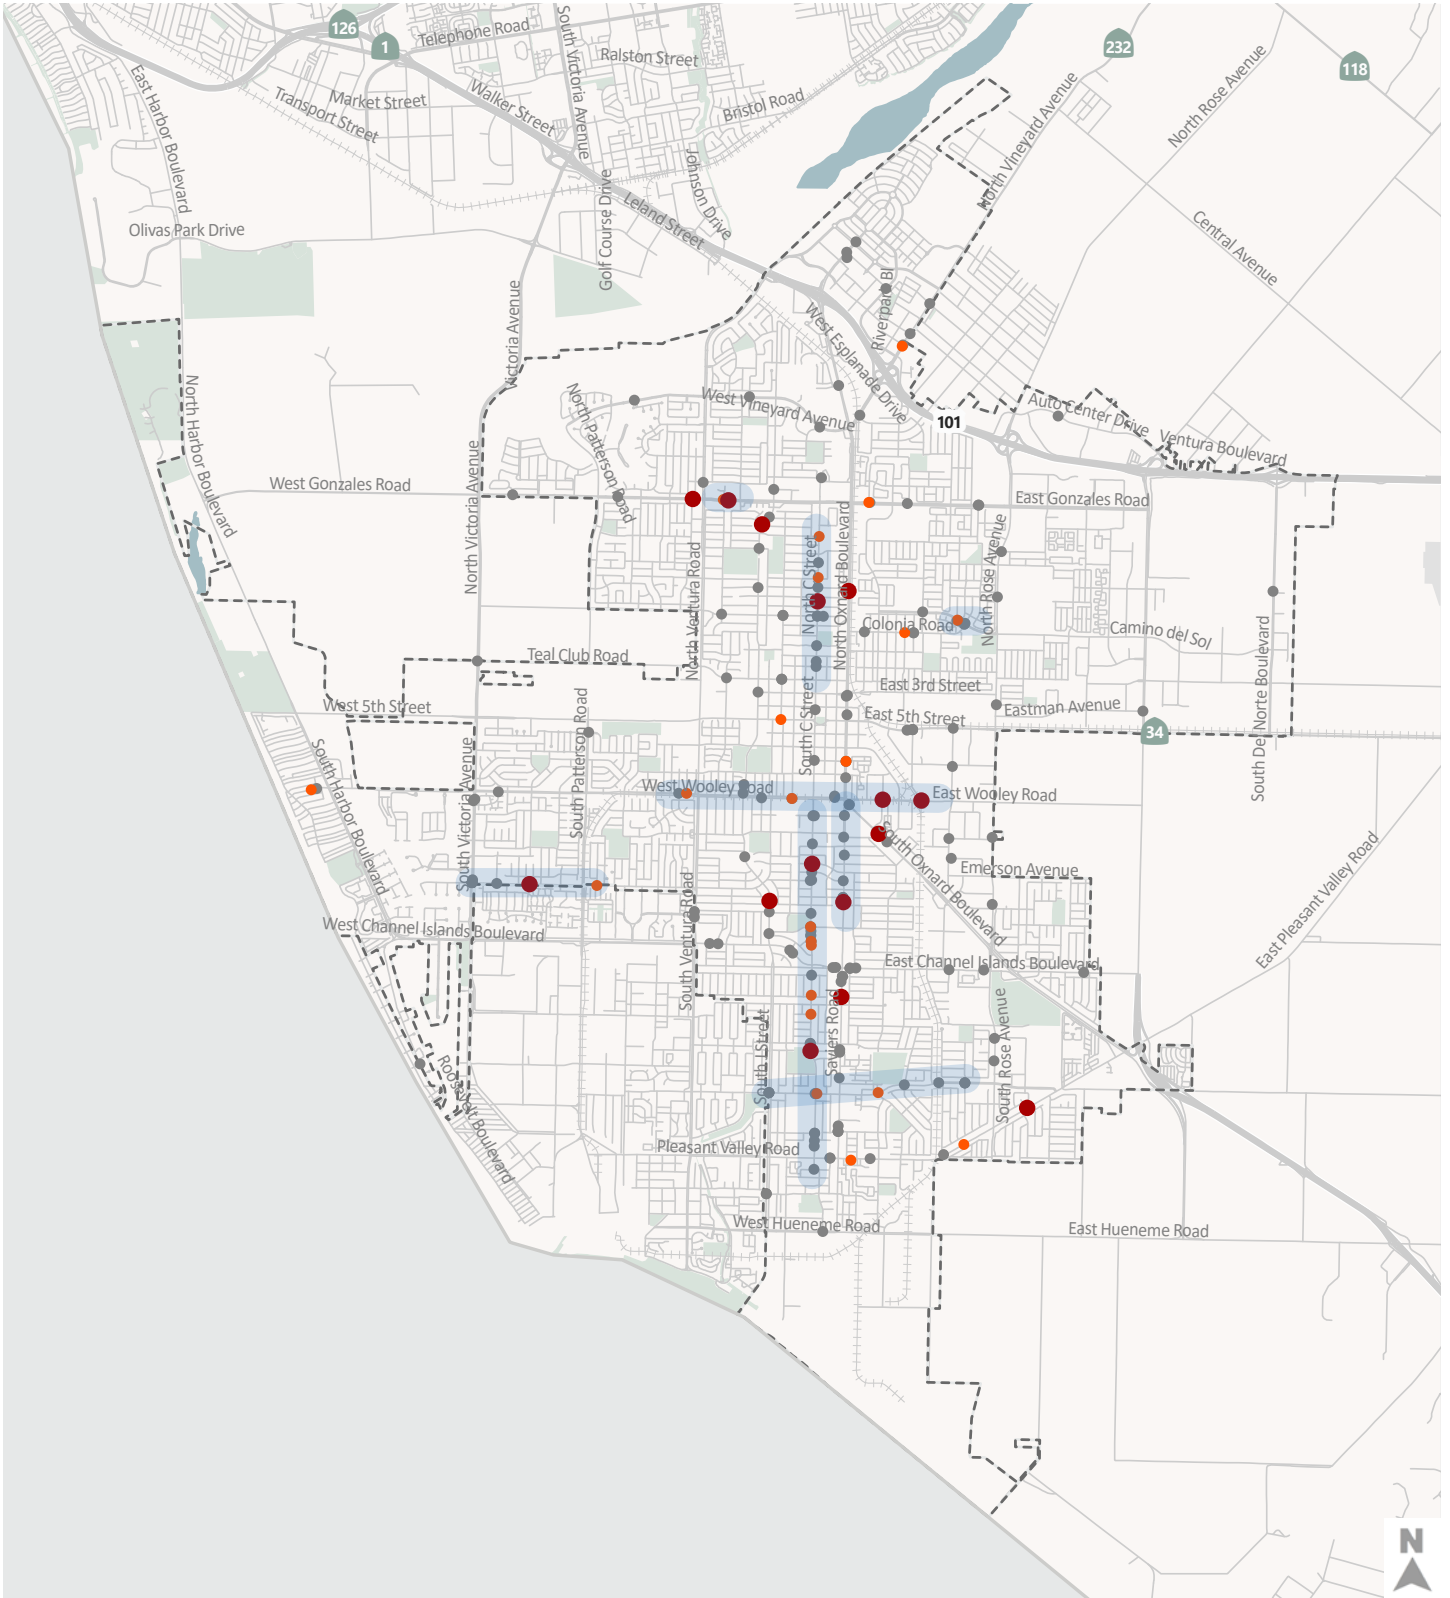 126
1
Telephone Road
South Victoria Avenue
Ralston Street
232
118
East Harbor Boulevard
Market Street
Transport Street
Walker Street
Bristol Road
North Vineyard Avenue
North Rose Avenue
Johnson Drive
Golf Course Drive
Leland Street
Olivas Park Drive
Central Avenue
Victoria Avenue
Riverpark Bl
West Esplanade Drive
North Harbor Boulevard
North Patterson Road
West Vineyard Avenue
101
Auto Center Drive
Ventura Boulevard
West Gonzales Road
East Gonzales Road
North Victoria Avenue
North Ventura Road
North C Street
North Oxnard Boulevard
North Rose Avenue
Colonia Road
Camino del Sol
Teal Club Road
East 3rd Street
West 5th Street
East 5th Street
Eastman Avenue
34
South Del Norte Boulevard
South Patterson Road
South C Street
South Harbor Boulevard
South Victoria Avenue
West Wooley Road
East Wooley Road
South Oxnard Boulevard
Emerson Avenue
East Pleasant Valley Road
South Ventura Road
West Channel Islands Boulevard
East Channel Islands Boulevard
Saviers Road
South Rose Avenue
South L Street
Roosevelt Boulevard
Pleasant Valley Road
West Hueneme Road
East Hueneme Road
N